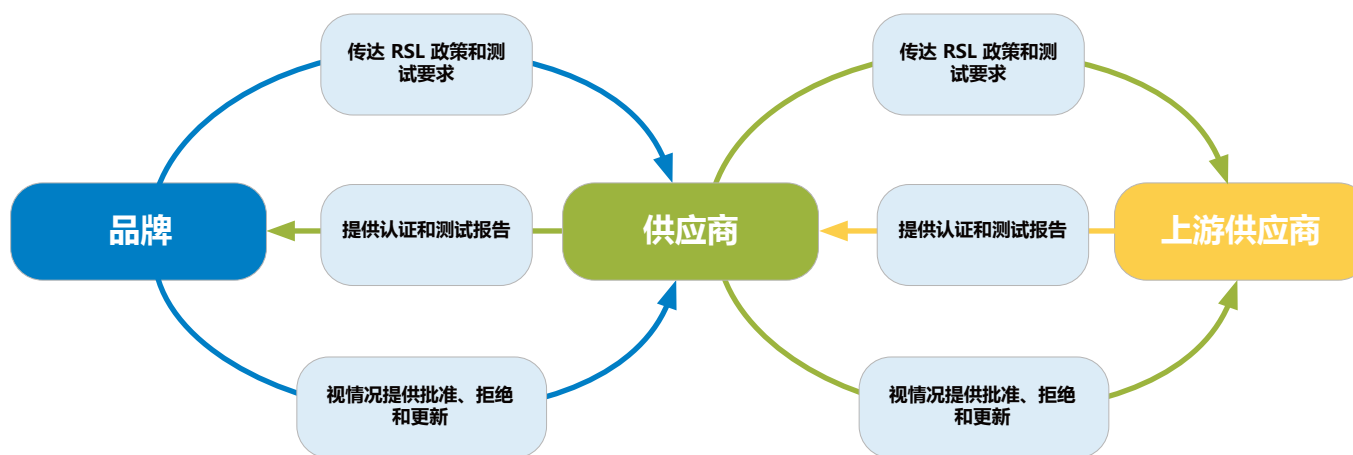 传达 RSL 政策和测
试要求
传达 RSL 政策和测
试要求
品牌
提供认证和测试报告
供应商
提供认证和测试报告
上游供应商
视情况提供批准、拒绝
和更新
视情况提供批准、拒绝
和更新